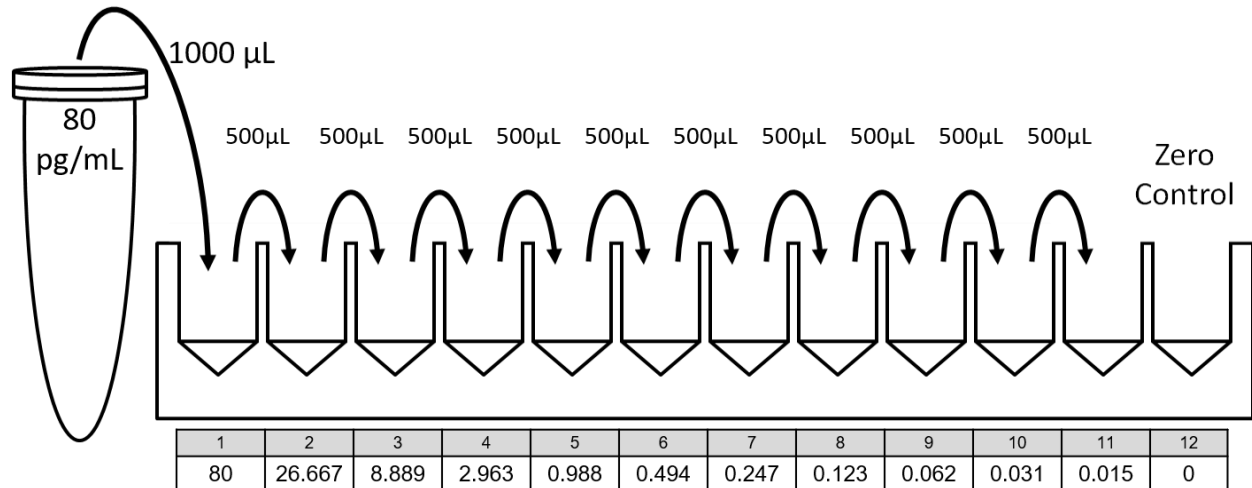 1000 µL
80
pg/mL
500µL 500µL 500µL 500µL 500µL 500µL 500µL 500µL 500µL 500µL
Zero
Control
1 2 3 4 5 6 7 8 9 10 11 12
80 26.667 8.889 2.963 0.988 0.494 0.247 0.123 0.062 0.031 0.015 0